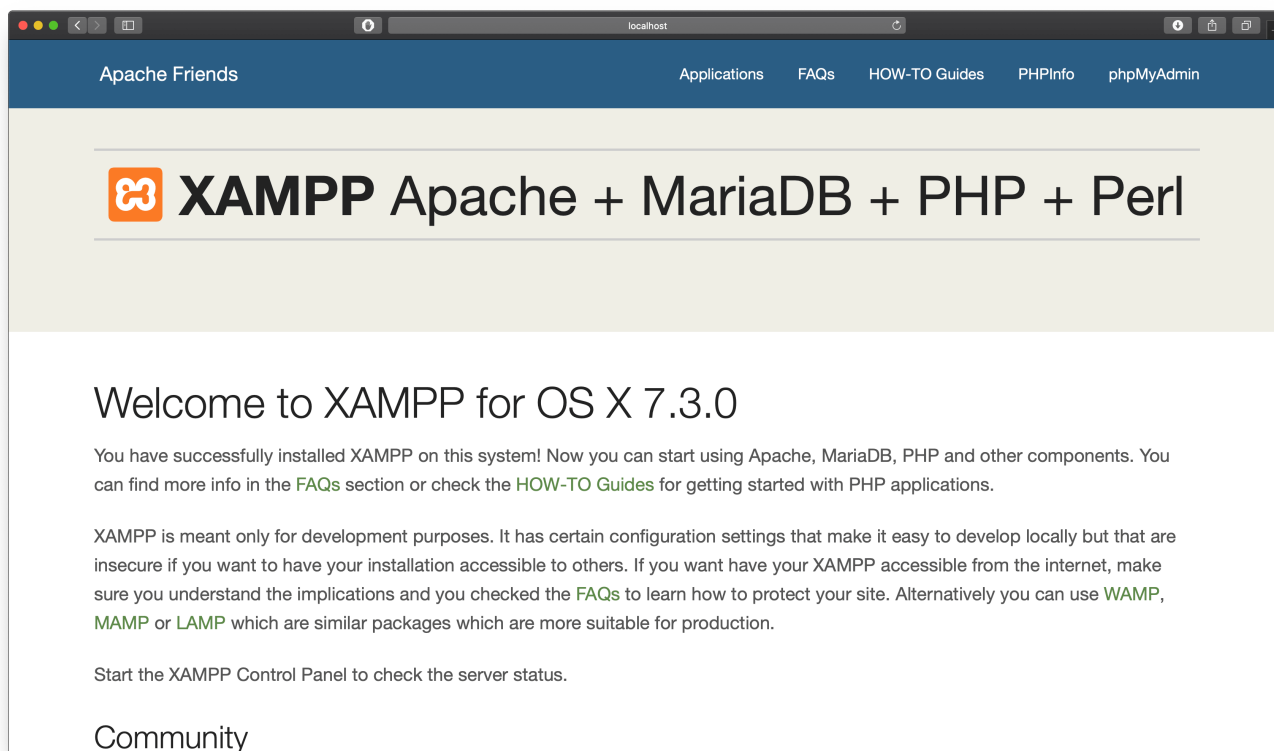 localhost
Apache Friends
Applications FAQs HOW-TO Guides PHPInfo phpMyAdmin
XAMPP Apache + MariaDB + PHP + Perl
Welcome to XAMPP for OS X 7.3.0
You have successfully installed XAMPP on this system! Now you can start using Apache, MariaDB, PHP and other components. You
can find more info in the FAQs section or check the HOW-TO Guides for getting started with PHP applications.
XAMPP is meant only for development purposes. It has certain configuration settings that make it easy to develop locally but that are
insecure if you want to have your installation accessible to others. If you want have your XAMPP accessible from the internet, make
sure you understand the implications and you checked the FAQs to learn how to protect your site. Alternatively you can use WAMP,
MAMP or LAMP which are similar packages which are more suitable for production.
Start the XAMPP Control Panel to check the server status.
Community